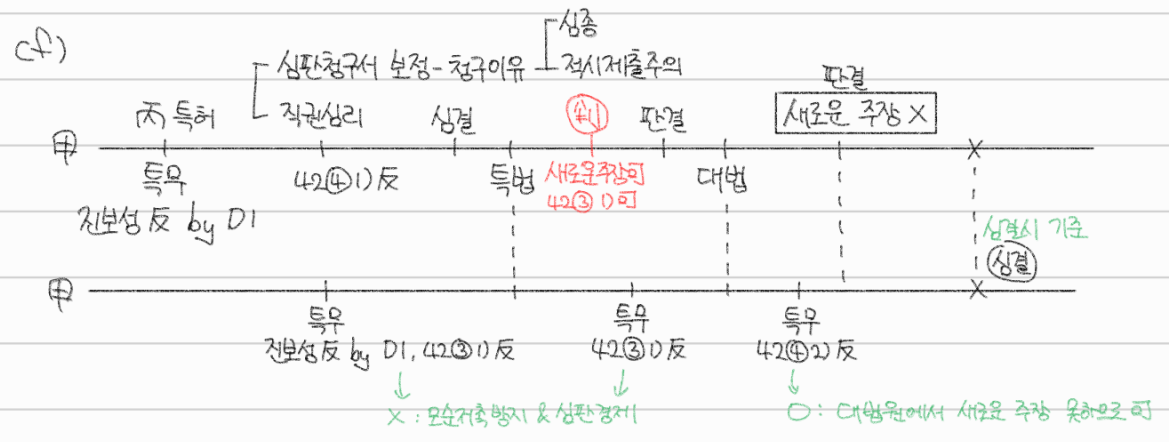 cf)
심종
심판청구서 보정 - 청구이유
적시제출주의
판결
丙 특허
직권심리
심결
판결
새로운 주장 X
甲
특무
42④1)反
특법
새로운주장可
42③1)可
대법
진보성 反 by D1
심결시 기준
심결
甲
특무
특무
특무
진보성 反 by D1, 42③1)反
42③1)反
42④2)反
X : 모순저촉방지 & 심판경제
O : 대법원에서 새로운 주장 못하므로 可